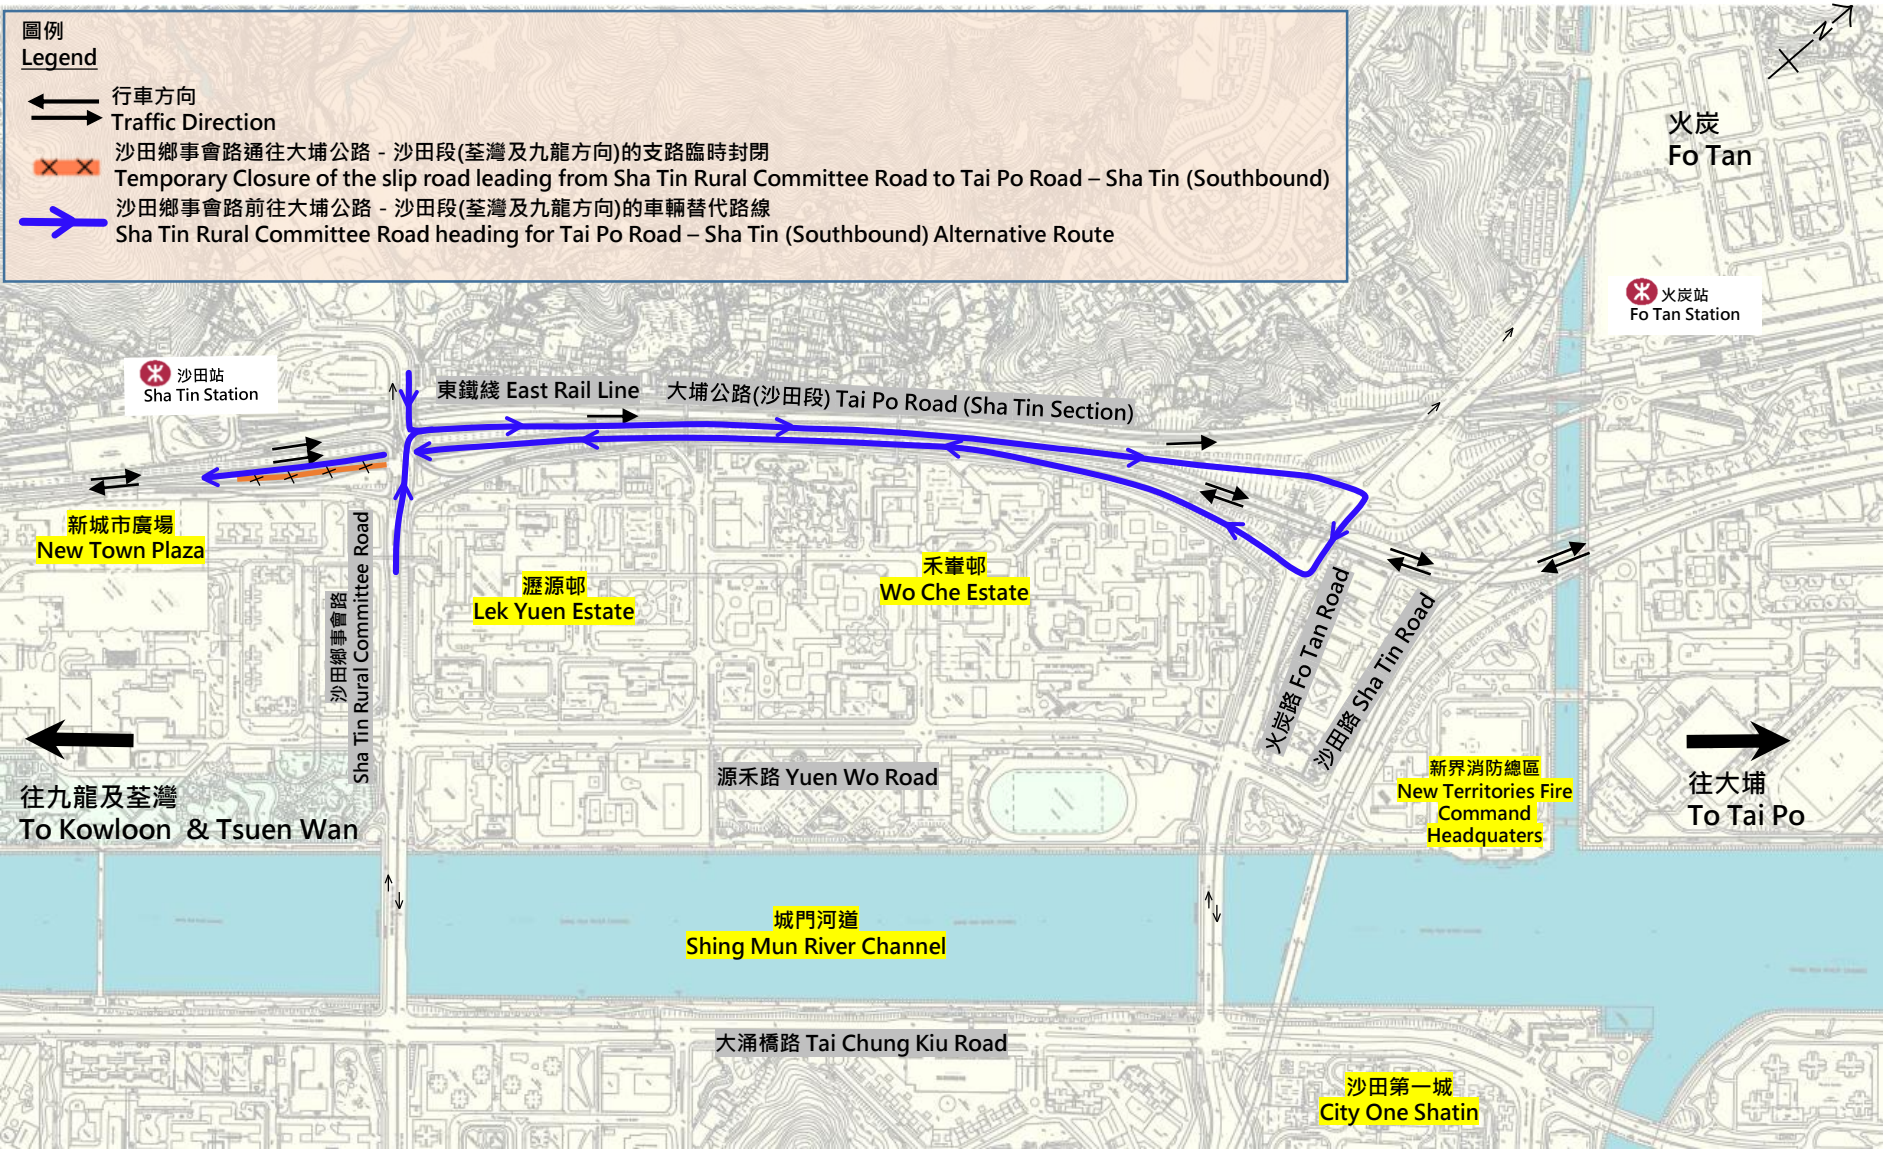 圖例
Legend
行車方向
Traffic Direction
沙田鄉事會路通往大埔公路 - 沙田段(荃灣及九龍方向)的支路臨時封閉
Temporary Closure of the slip road leading from Sha Tin Rural Committee Road to Tai Po Road – Sha Tin (Southbound)
沙田鄉事會路前往大埔公路 - 沙田段(荃灣及九龍方向)的車輛替代路線
Sha Tin Rural Committee Road heading for Tai Po Road – Sha Tin (Southbound) Alternative Route
N
火炭
Fo Tan
火炭站
Fo Tan Station
沙田站
Sha Tin Station
東鐵綫 East Rail Line
大埔公路(沙田段) Tai Po Road (Sha Tin Section)
新城市廣場
New Town Plaza
沙田鄉事會路
Sha Tin Rural Committee Road
瀝源邨
Lek Yuen Estate
禾輋邨
Wo Che Estate
火炭路 Fo Tan Road
沙田路 Sha Tin Road
往九龍及荃灣
To Kowloon & Tsuen Wan
源禾路 Yuen Wo Road
新界消防總區
New Territories Fire
Command
Headquaters
往大埔
To Tai Po
城門河道
Shing Mun River Channel
大涌橋路 Tai Chung Kiu Road
沙田第一城
City One Shatin